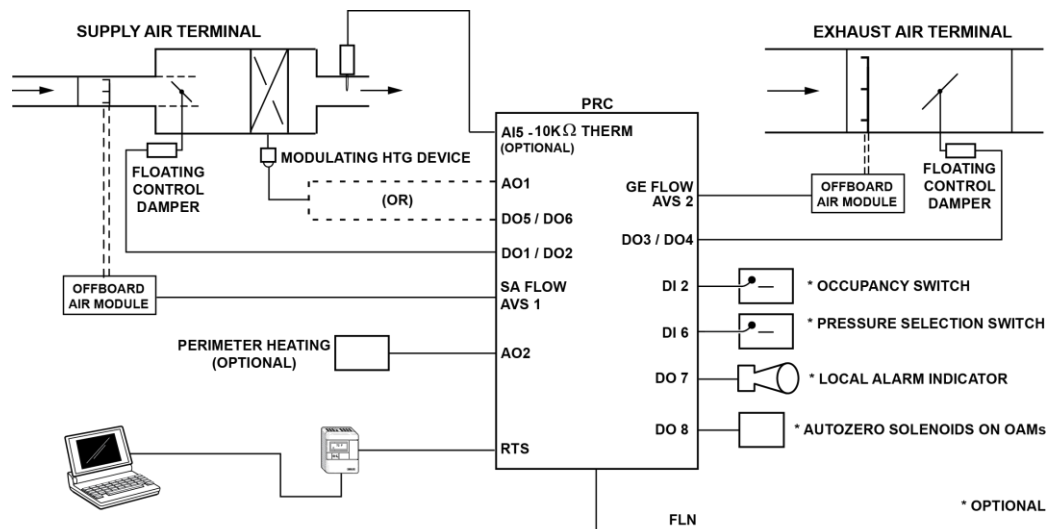 SUPPLY AIR TERMINAL
EXHAUST AIR TERMINAL
PRC
AI5 - 10KΩ THERM
(OPTIONAL)
MODULATING HTG DEVICE
FLOATING
CONTROL
DAMPER
AO1
(OR)
DO5 / DO6
DO1 / DO2
GE FLOW
AVS 2
OFFBOARD
AIR MODULE
FLOATING
CONTROL
DAMPER
DO3 / DO4
OFFBOARD
AIR MODULE
SA FLOW
AVS 1
DI 2
* OCCUPANCY SWITCH
DI 6
* PRESSURE SELECTION SWITCH
PERIMETER HEATING
(OPTIONAL)
AO2
DO 7
* LOCAL ALARM INDICATOR
DO 8
* AUTOZERO SOLENOIDS ON OAMs
RTS
FLN
* OPTIONAL